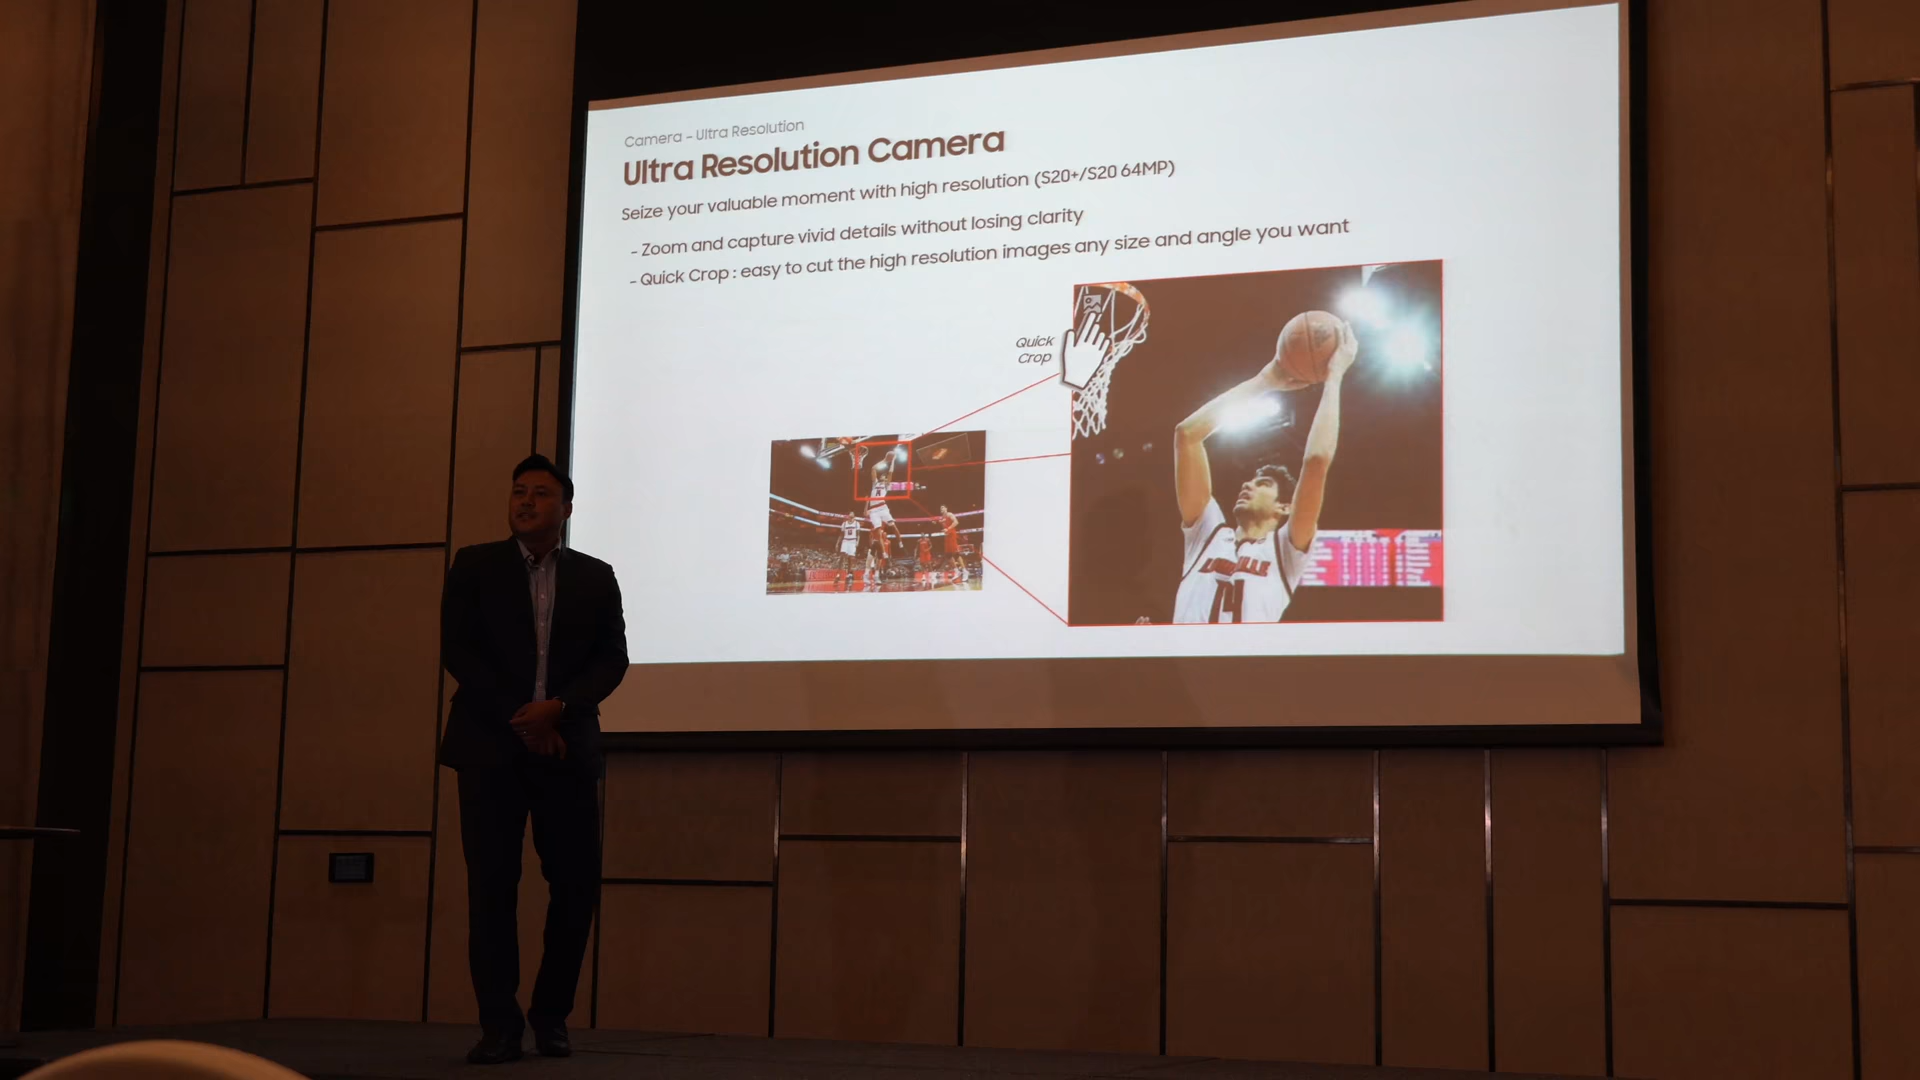 Camera - Ultra Resolution
Ultra Resolution Camera
Seize your valuable moment with high resolution (S20+/S20 64MP)
- Zoom and capture vivid details without losing clarity
- Quick Crop : easy to cut the high resolution images any size and angle you want
Quick
Crop